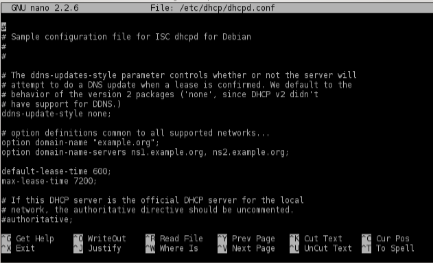 GNU nano 2.2.6 File: /etc/dhcp/dhcpd.conf
#
# Sample configuration file for ISC dhcpd for Debian
#
#
# The ddns-updates-style parameter controls whether or not the server will
# attempt to do a DNS update when a lease is confirmed. We default to the
# behavior of the version 2 packages ('none', since DHCP v2 didn't
# have support for DDNS.)
ddns-update-style none;
# option definitions common to all supported networks...
option domain-name "example.org";
option domain-name-servers ns1.example.org, ns2.example.org;
default-lease-time 600;
max-lease-time 7200;
# If this DHCP server is the official DHCP server for the local
# network, the authoritative directive should be uncommented.
#authoritative;
^G Get Help ^O WriteOut ^R Read File ^Y Prev Page ^K Cut Text ^C Cur Pos
^X Exit ^J Justify ^W Where Is ^V Next Page ^U UnCut Text ^T To Spell